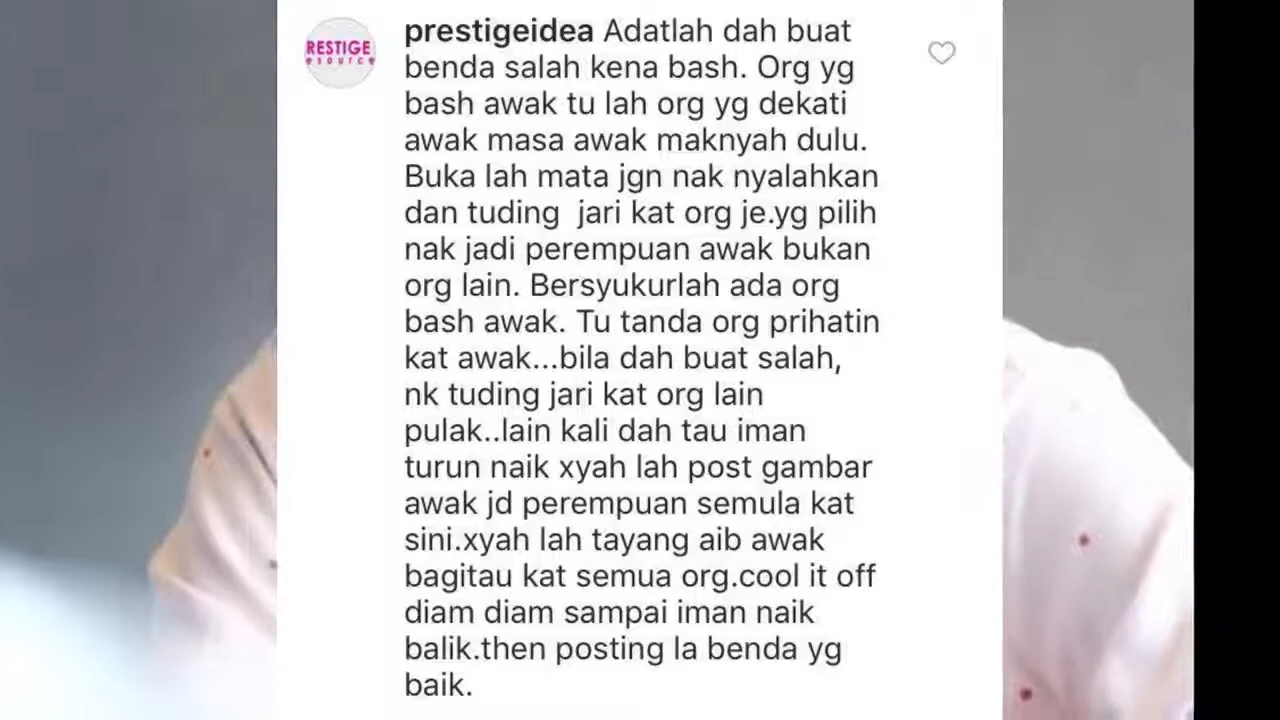 RESTIGE
source
prestigeidea Adatlah dah buat
benda salah kena bash. Org yg
bash awak tu lah org yg dekati
awak masa awak maknyah dulu.
Buka lah mata jgn nak nyalahkan
dan tuding  jari kat org je.yg pilih
nak jadi perempuan awak bukan
org lain. Bersyukurlah ada org
bash awak. Tu tanda org prihatin
kat awak...bila dah buat salah,
nk tuding jari kat org lain
pulak..lain kali dah tau iman
turun naik xyah lah post gambar
awak jd perempuan semula kat
sini.xyah lah tayang aib awak
bagitau kat semua org.cool it off
diam diam sampai iman naik
balik.then posting la benda yg
baik.